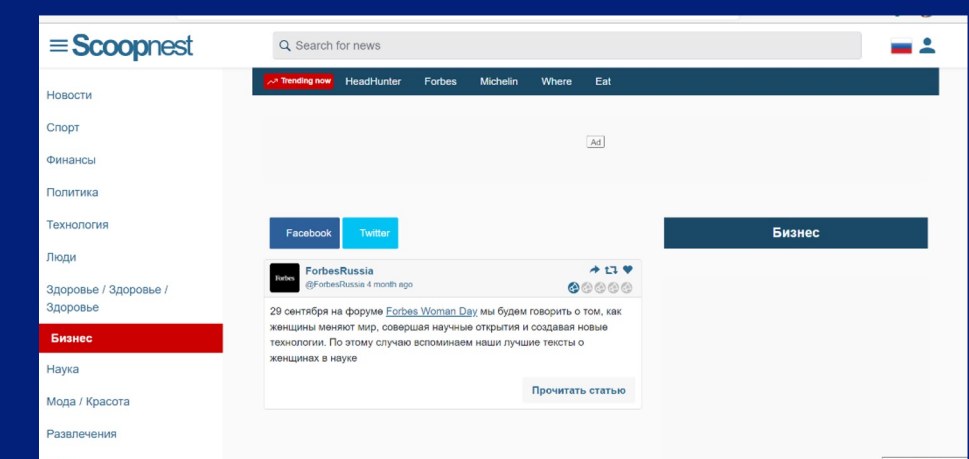 Scoopnest
Search for news
Trending now HeadHunter Forbes Michelin Where Eat
Новости
Спорт
Финансы
Политика
Технология
Люди
Здоровье / Здоровье /
Здоровье
Бизнес
Наука
Мода / Красота
Развлечения
Ad
Facebook Twitter
Forbes
ForbesRussia
@ForbesRussia 4 month ago
29 сентября на форуме Forbes Woman Day мы будем говорить о том, как
женщины меняют мир, совершая научные открытия и создавая новые
технологии. По этому случаю вспоминаем наши лучшие тексты о
женщинах в науке
Прочитать статью
Бизнес